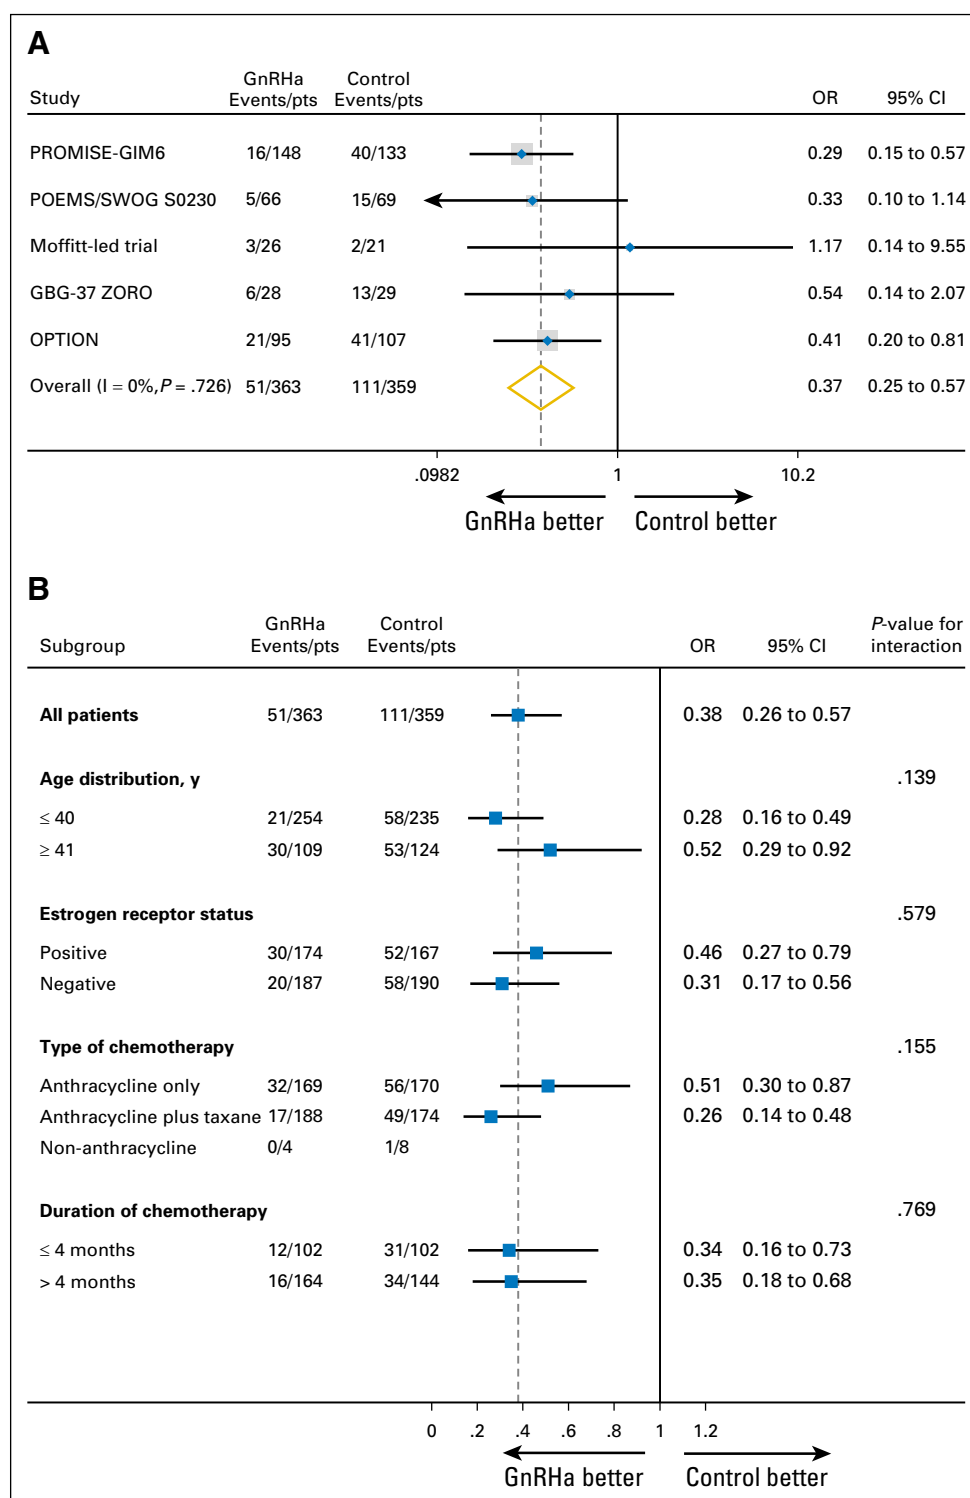 A
Study GnRHa Events/pts Control Events/pts OR 95% CI
PROMISE-GIM6 16/148 40/133 0.29 0.15 to 0.57
POEMS/SWOG S0230 5/66 15/69 0.33 0.10 to 1.14
Moffitt-led trial 3/26 2/21 1.17 0.14 to 9.55
GBG-37 ZORO 6/28 13/29 0.54 0.14 to 2.07
OPTION 21/95 41/107 0.41 0.20 to 0.81
Overall (I = 0%, P = .726) 51/363 111/359 0.37 0.25 to 0.57
.0982 1 10.2
GnRHa better Control better
B
Subgroup GnRHa Events/pts Control Events/pts OR 95% CI P-value for interaction
All patients 51/363 111/359 0.38 0.26 to 0.57
Age distribution, y .139
≤ 40 21/254 58/235 0.28 0.16 to 0.49
≥ 41 30/109 53/124 0.52 0.29 to 0.92
Estrogen receptor status .579
Positive 30/174 52/167 0.46 0.27 to 0.79
Negative 20/187 58/190 0.31 0.17 to 0.56
Type of chemotherapy .155
Anthracycline only 32/169 56/170 0.51 0.30 to 0.87
Anthracycline plus taxane 17/188 49/174 0.26 0.14 to 0.48
Non-anthracycline 0/4 1/8
Duration of chemotherapy .769
≤ 4 months 12/102 31/102 0.34 0.16 to 0.73
> 4 months 16/164 34/144 0.35 0.18 to 0.68
0 .2 .4 .6 .8 1 1.2
GnRHa better Control better